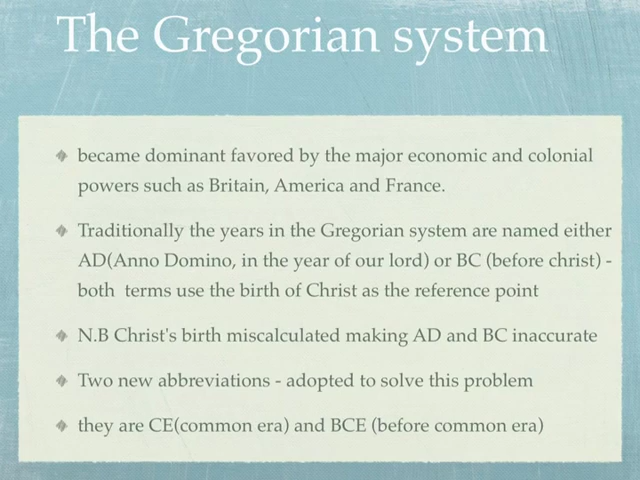 The Gregorian system
became dominant favored by the major economic and colonial
powers such as Britain, America and France.
Traditionally the years in the Gregorian system are named either
AD(Anno Domino, in the year of our lord) or BC (before christ) -
both  terms use the birth of Christ as the reference point
N.B Christ's birth miscalculated making AD and BC inaccurate
Two new abbreviations - adopted to solve this problem
they are CE(common era) and BCE (before common era)